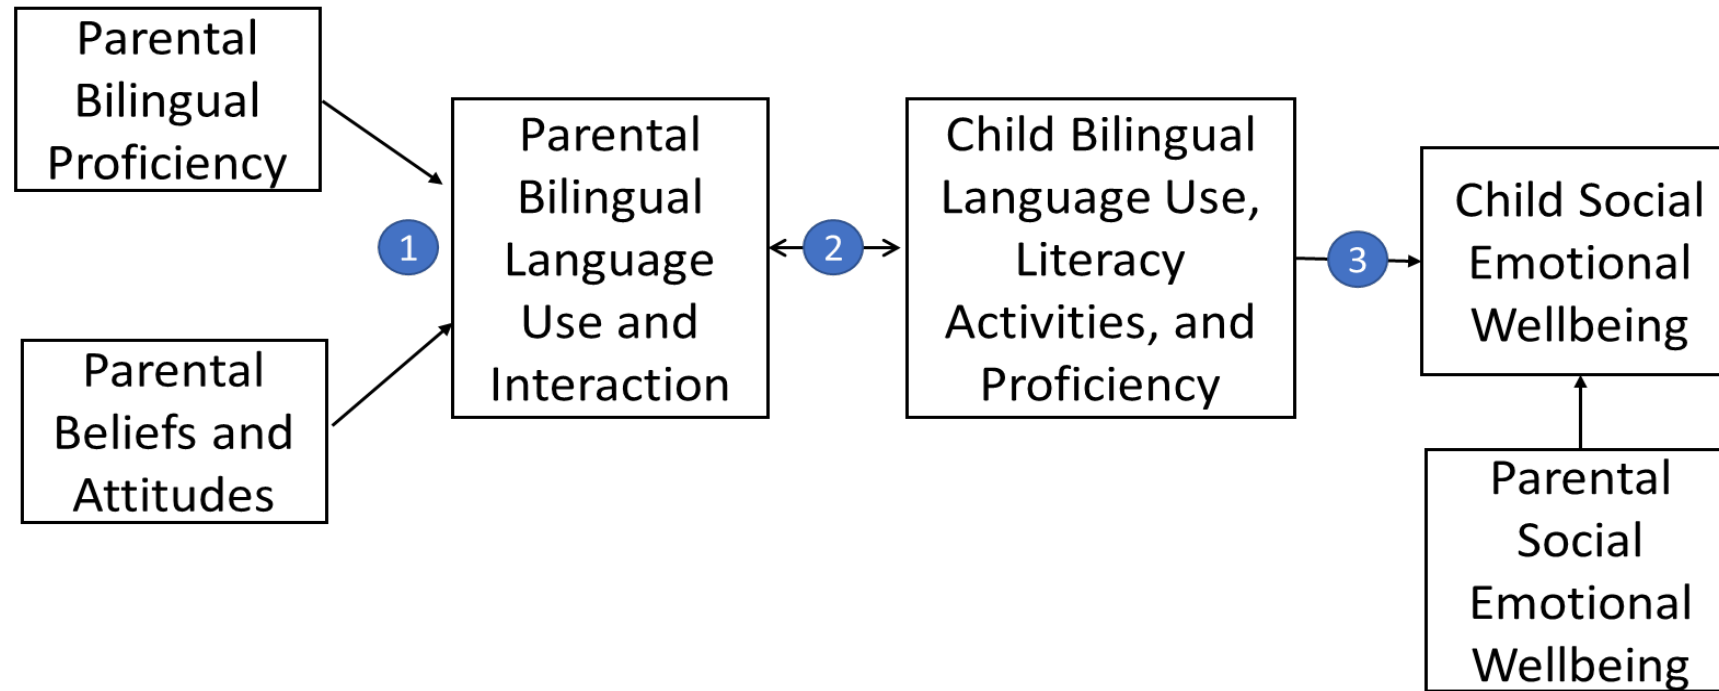 Parental
Bilingual
Proficiency
Parental
Beliefs and
Attitudes
1
Parental
Bilingual
Language
Use and
Interaction
2
Child Bilingual
Language Use,
Literacy
Activities, and
Proficiency
3
Child Social
Emotional
Wellbeing
Parental
Social
Emotional
Wellbeing